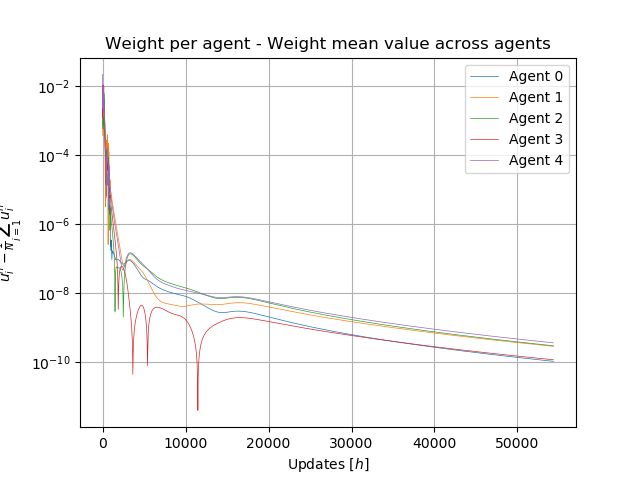 Weight per agent - Weight mean value across agents
Agent 0
Agent 1
Agent 2
Agent 3
Agent 4
10⁻²
10⁻⁴
10⁻⁶
10⁻⁸
10⁻¹⁰
0
10000
20000
30000
40000
50000
Updates [h]